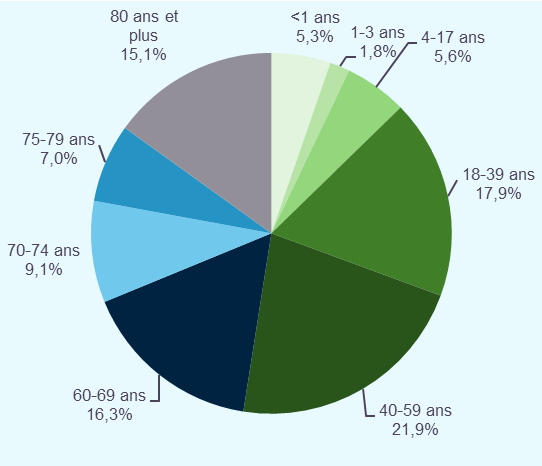 80 ans et
plus
15,1%
<1 ans
5,3%
1-3 ans
1,8%
4-17 ans
5,6%
18-39 ans
17,9%
40-59 ans
21,9%
60-69 ans
16,3%
70-74 ans
9,1%
75-79 ans
7,0%